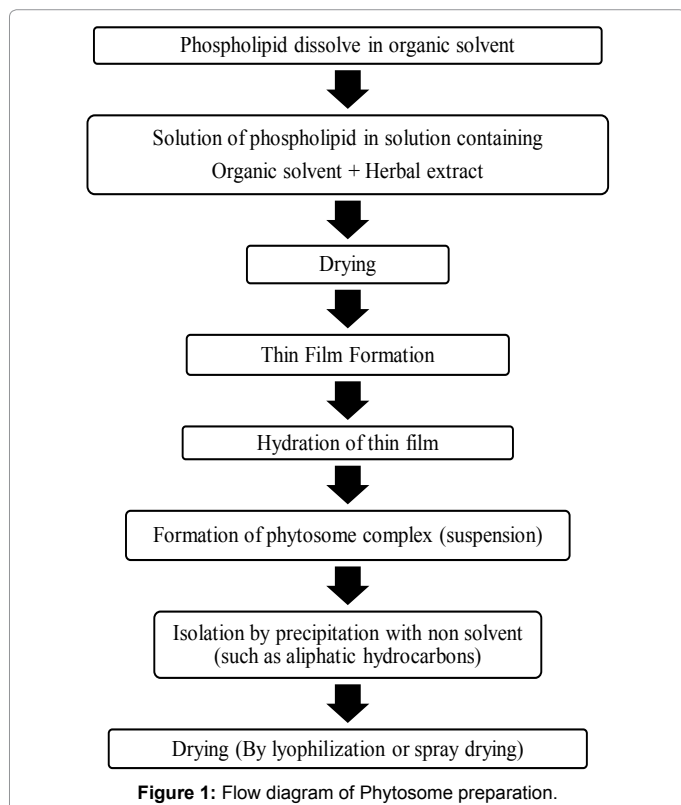 Phospholipid dissolve in organic solvent
Solution of phospholipid in solution containing
Organic solvent + Herbal extract
Drying
Thin Film Formation
Hydration of thin film
Formation of phytosome complex (suspension)
Isolation by precipitation with non solvent
(such as aliphatic hydrocarbons)
Drying (By lyophilization or spray drying)
Figure 1: Flow diagram of Phytosome preparation.